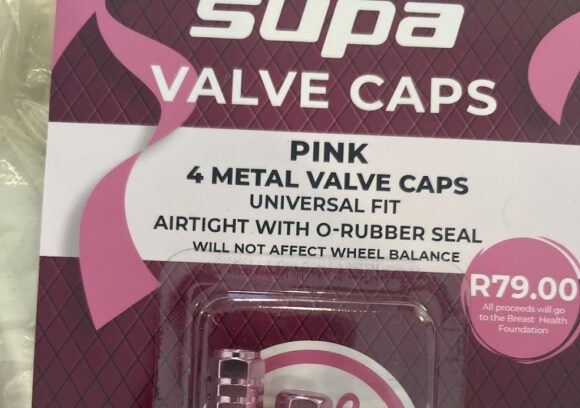 supa
VALVE CAPS
PINK
4 METAL VALVE CAPS
UNIVERSAL FIT
AIRTIGHT WITH O-RUBBER SEAL
WILL NOT AFFECT WHEEL BALANCE
R79.00
All proceeds will go
to the Breast Health
Foundation.